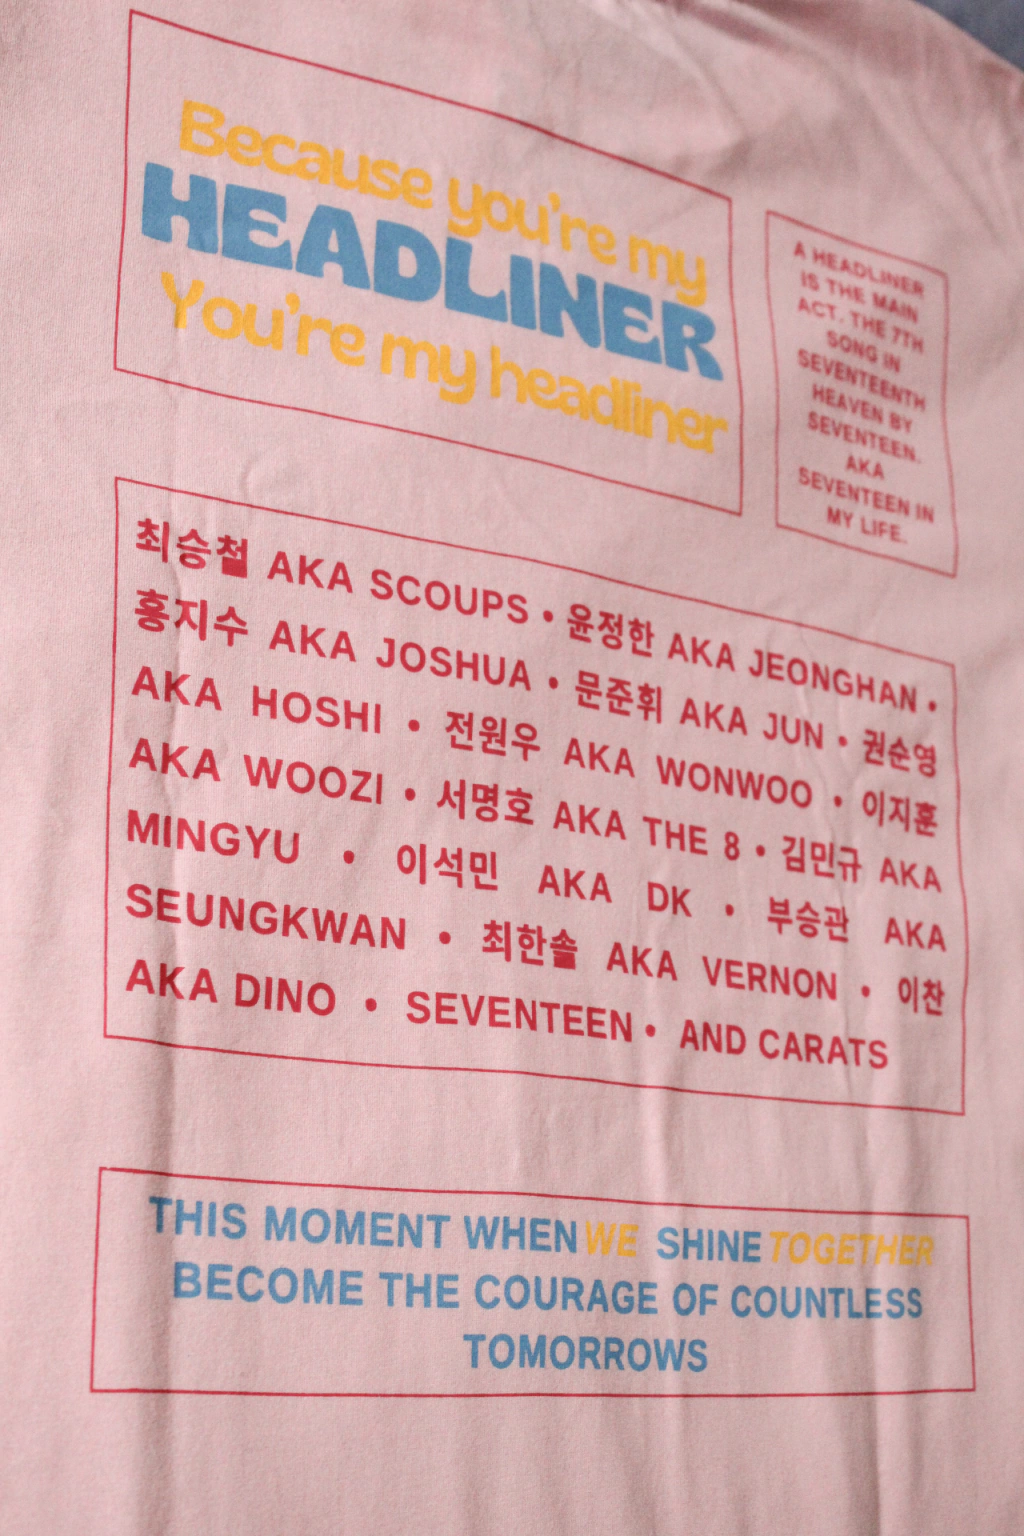 Because you're my
HEADLINER
You're my headliner
A HEADLINER
IS THE MAIN
ACT. THE 7TH
SONG IN
SEVENTEENTH
HEAVEN BY
SEVENTEEN.
AKA
SEVENTEEN IN
MY LIFE.
최승철 AKA SCOUPS • 윤정한 AKA JEONGHAN •
홍지수 AKA JOSHUA • 문준휘 AKA JUN • 권순영
AKA HOSHI • 전원우 AKA WONWOO • 이지훈
AKA WOOZI • 서명호 AKA THE 8 • 김민규 AKA
MINGYU • 이석민 AKA DK • 부승관 AKA
SEUNGKWAN • 최한솔 AKA VERNON • 이찬
AKA DINO • SEVENTEEN • AND CARATS
THIS MOMENT WHEN WE SHINE TOGETHER
BECOME THE COURAGE OF COUNTLESS
TOMORROWS